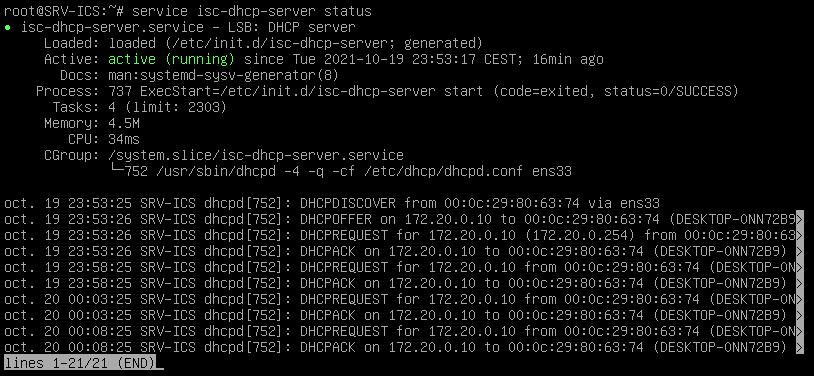 root@SRV-ICS:~# service isc-dhcp-server status
● isc-dhcp-server.service - LSB: DHCP server
     Loaded: loaded (/etc/init.d/isc-dhcp-server; generated)
     Active: active (running) since Tue 2021-10-19 23:53:17 CEST; 16min ago
       Docs: man:systemd-sysv-generator(8)
    Process: 737 ExecStart=/etc/init.d/isc-dhcp-server start (code=exited, status=0/SUCCESS)
      Tasks: 4 (limit: 2303)
     Memory: 4.5M
        CPU: 34ms
     CGroup: /system.slice/isc-dhcp-server.service
             └─752 /usr/sbin/dhcpd -4 -q -cf /etc/dhcp/dhcpd.conf ens33
oct. 19 23:53:25 SRV-ICS dhcpd[752]: DHCPDISCOVER from 00:0c:29:80:63:74 via ens33
oct. 19 23:53:26 SRV-ICS dhcpd[752]: DHCPOFFER on 172.20.0.10 to 00:0c:29:80:63:74 (DESKTOP-0NN72B9>
oct. 19 23:53:26 SRV-ICS dhcpd[752]: DHCPREQUEST for 172.20.0.10 (172.20.0.254) from 00:0c:29:80:63>
oct. 19 23:53:26 SRV-ICS dhcpd[752]: DHCPACK on 172.20.0.10 to 00:0c:29:80:63:74 (DESKTOP-0NN72B9) >
oct. 19 23:58:25 SRV-ICS dhcpd[752]: DHCPREQUEST for 172.20.0.10 from 00:0c:29:80:63:74 (DESKTOP-0N>
oct. 19 23:58:25 SRV-ICS dhcpd[752]: DHCPACK on 172.20.0.10 to 00:0c:29:80:63:74 (DESKTOP-0NN72B9) >
oct. 20 00:03:25 SRV-ICS dhcpd[752]: DHCPREQUEST for 172.20.0.10 from 00:0c:29:80:63:74 (DESKTOP-0N>
oct. 20 00:03:25 SRV-ICS dhcpd[752]: DHCPACK on 172.20.0.10 to 00:0c:29:80:63:74 (DESKTOP-0NN72B9) >
oct. 20 00:08:25 SRV-ICS dhcpd[752]: DHCPREQUEST for 172.20.0.10 from 00:0c:29:80:63:74 (DESKTOP-0N>
oct. 20 00:08:25 SRV-ICS dhcpd[752]: DHCPACK on 172.20.0.10 to 00:0c:29:80:63:74 (DESKTOP-0NN72B9) >
lines 1-21/21 (END)